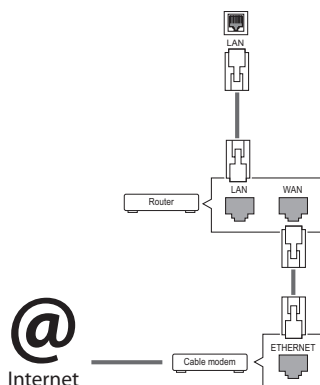 LAN
LAN WAN
Router
ETHERNET
Cable modem
@
Internet